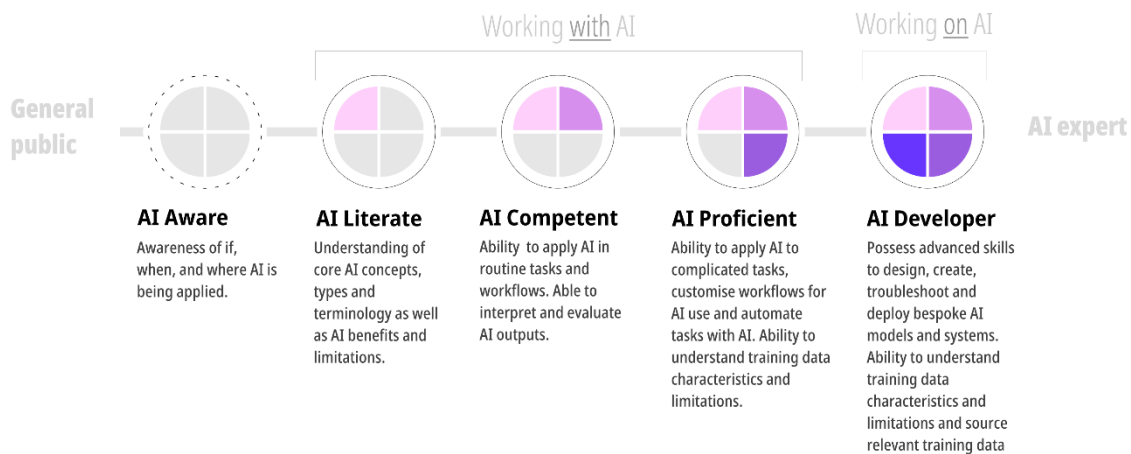 Working with AI
Working on AI
General
public
AI expert
AI Aware
Awareness of if,
when, and where AI is
being applied.
AI Literate
Understanding of
core AI concepts,
types and
terminology as well
as AI benefits and
limitations.
AI Competent
Ability to apply AI in
routine tasks and
workflows. Able to
interpret and evaluate
AI outputs.
AI Proficient
Ability to apply AI to
complicated tasks,
customise workflows for
AI use and automate
tasks with AI. Ability to
understand training data
characteristics and
limitations.
AI Developer
Possess advanced skills
to design, create,
troubleshoot and
deploy bespoke AI
models and systems.
Ability to understand
training data
characteristics and
limitations and source
relevant training data